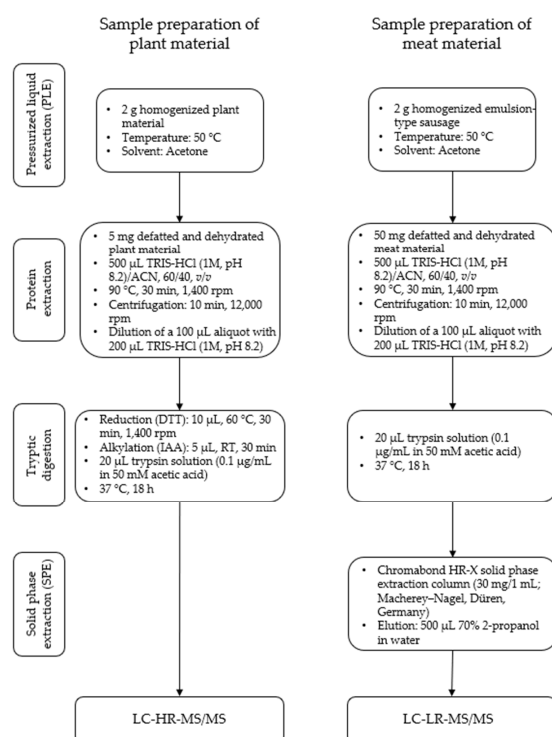 Sample preparation of
plant material
Sample preparation of
meat material
Pressurized liquid
extraction (PLE)
• 2 g homogenized plant
material
• Temperature: 50 °C
• Solvent: Acetone
• 2 g homogenized emulsion-
type sausage
• Temperature: 50 °C
• Solvent: Acetone
Protein
extraction
• 5 mg defatted and dehydrated
plant material
• 500 µL TRIS-HCl (1M, pH
8.2)/ACN, 60/40, v/v
• 90 °C, 30 min, 1,400 rpm
• Centrifugation: 10 min, 12,000
rpm
• Dilution of a 100 µL aliquot with
200 µL TRIS-HCl (1M, pH 8.2)
• 50 mg defatted and dehydrated
meat material
• 500 µL TRIS-HCl (1M, pH
8.2)/ACN, 60/40, v/v
• 90 °C, 30 min, 1,400 rpm
• Centrifugation: 10 min, 12,000
rpm
• Dilution of a 100 µL aliquot with
200 µL TRIS-HCl (1M, pH 8.2)
Tryptic
digestion
• Reduction (DTT): 10 µL, 60 °C, 30
min, 1,400 rpm
• Alkylation (IAA): 5 µL, RT, 30 min
• 20 µL trypsin solution (0.1 µg/mL
in 50 mM acetic acid)
• 37 °C, 18 h
• 20 µL trypsin solution (0.1
µg/mL in 50 mM acetic acid)
• 37 °C, 18 h
Solid phase
extraction (SPE)
• Chromabond HR-X solid phase
extraction column (30 mg/1 mL;
Macherey–Nagel, Düren,
Germany)
• Elution: 500 µL 70% 2-propanol
in water
LC-HR-MS/MS
LC-LR-MS/MS